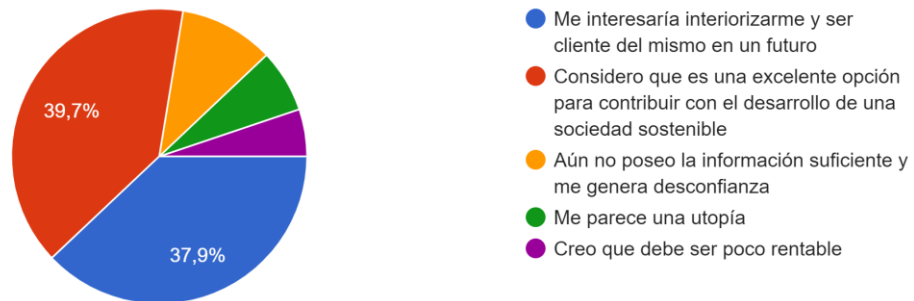 39,7%
37,9%
Me interesaría interiorizarme y ser
cliente del mismo en un futuro
Considero que es una excelente opción
para contribuir con el desarrollo de una
sociedad sostenible
Aún no poseo la información suficiente y
me genera desconfianza
Me parece una utopía
Creo que debe ser poco rentable